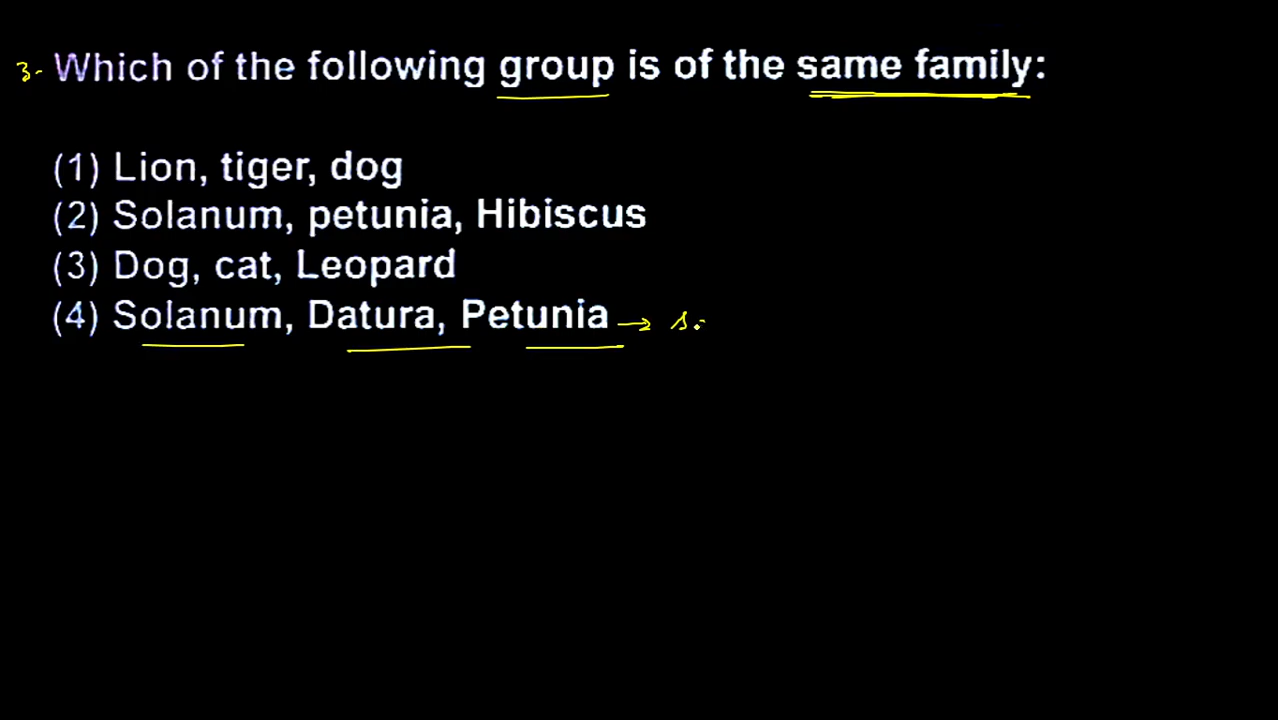 3- Which of the following group is of the same family:
(1) Lion, tiger, dog
(2) Solanum, petunia, Hibiscus
(3) Dog, cat, Leopard
(4) Solanum, Datura, Petunia → s